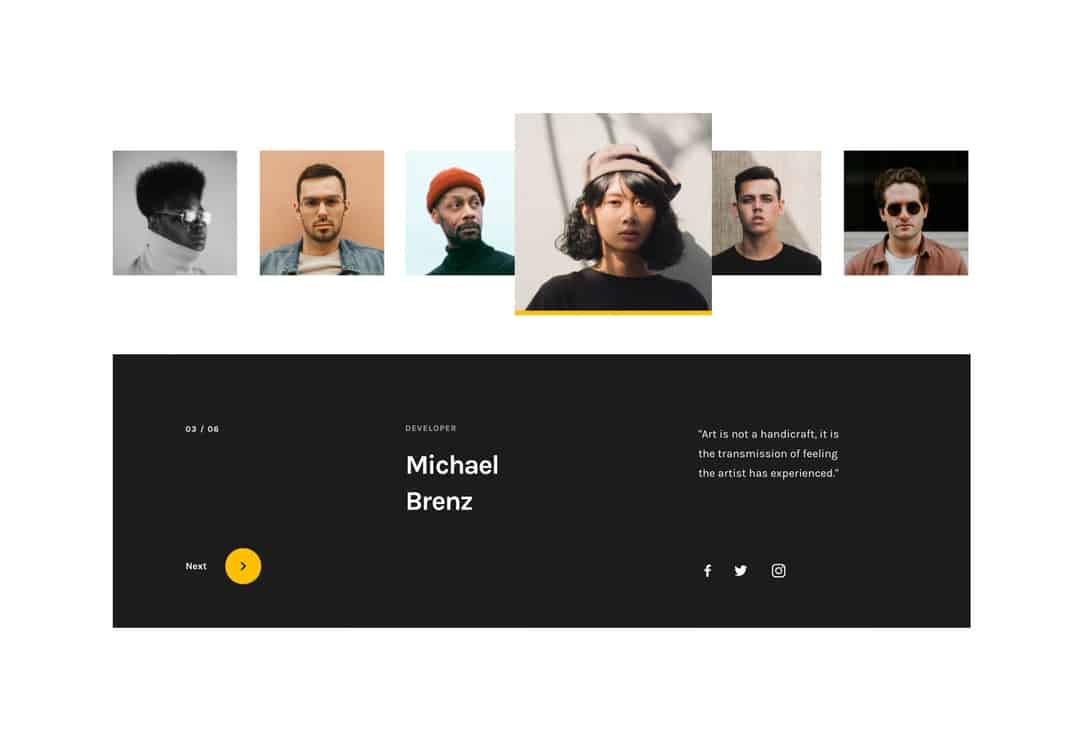 03 / 06
DEVELOPER
Michael
Brenz
"Art is not a handicraft, it is
the transmission of feeling
the artist has experienced."
Next